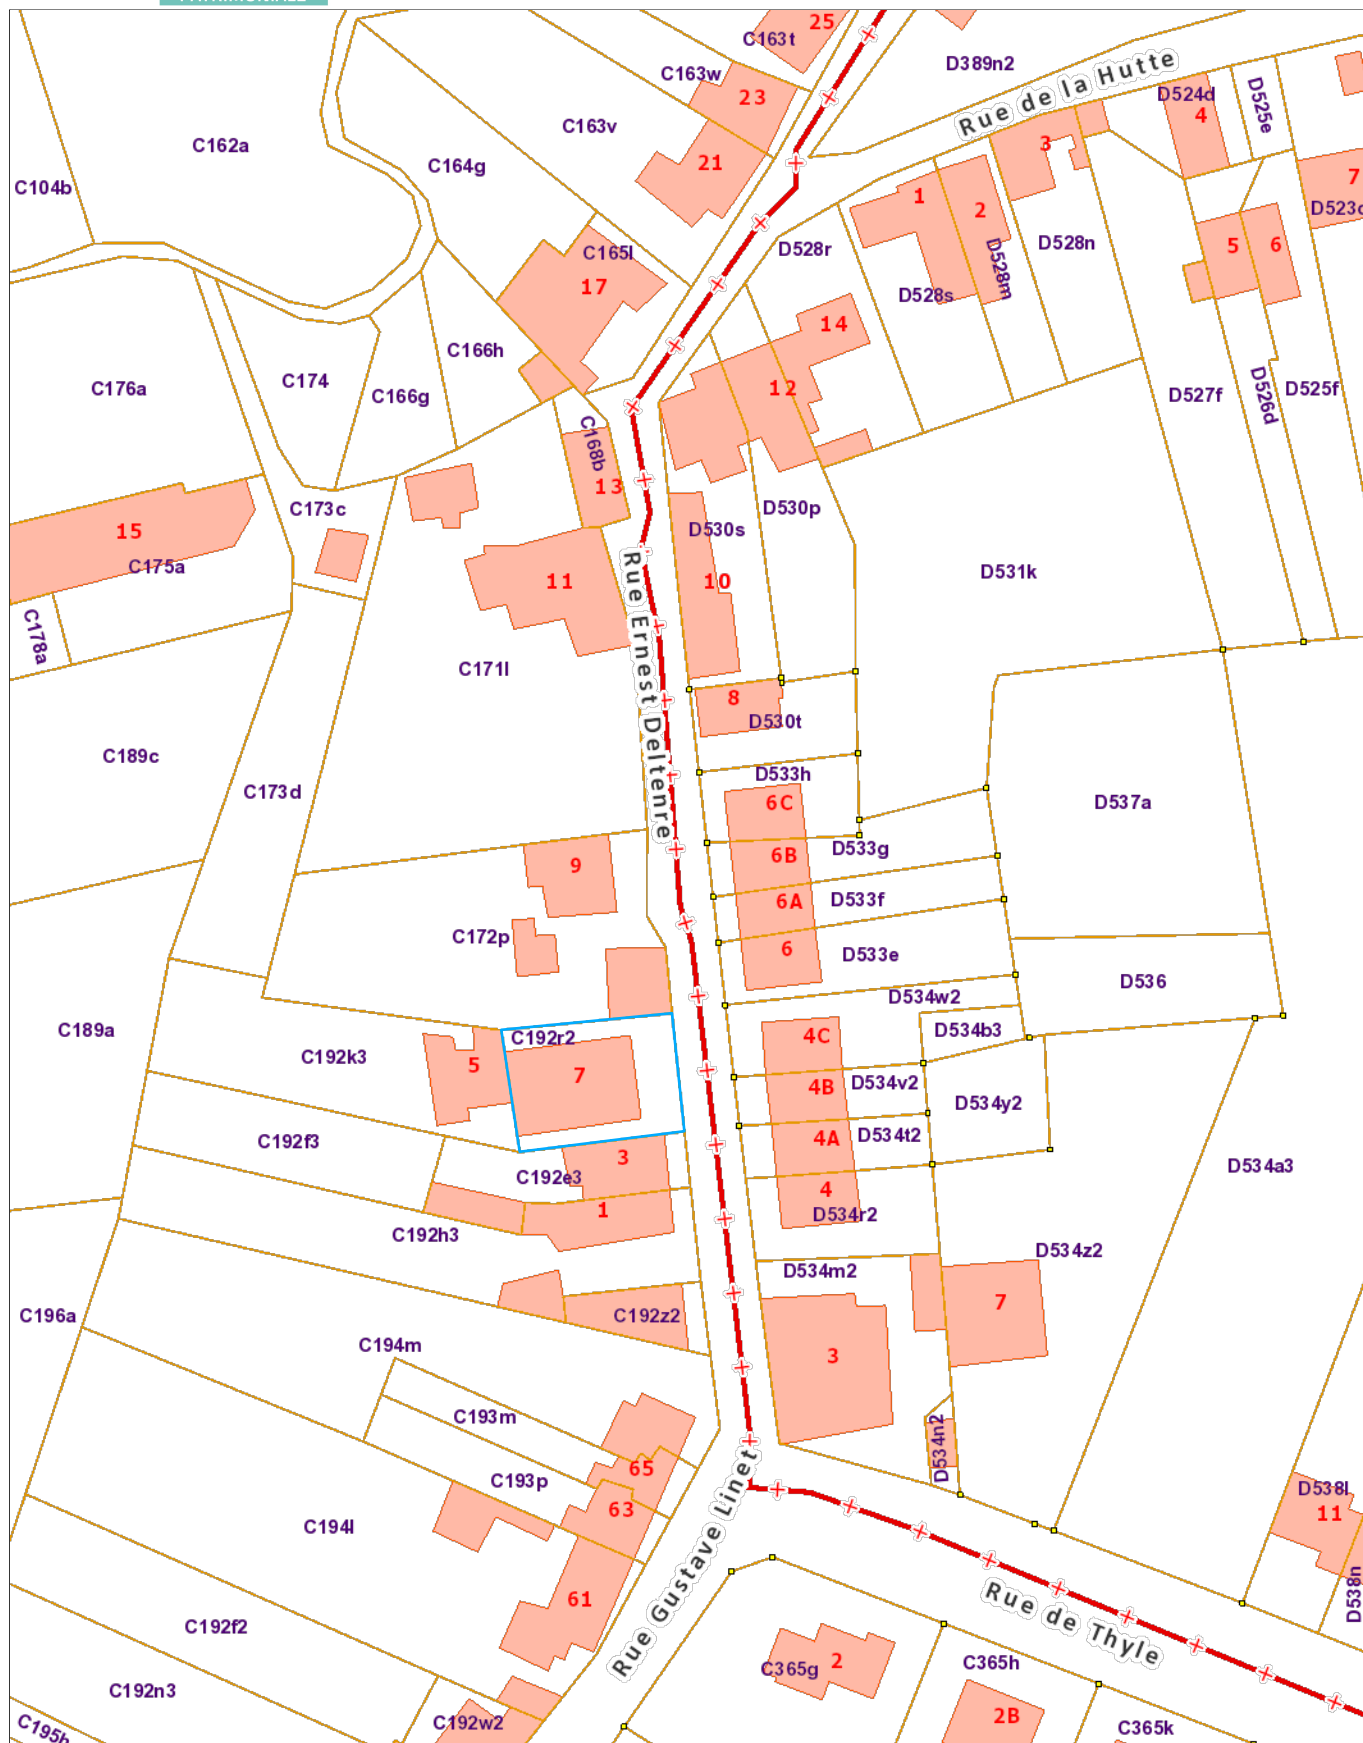 25
C163t
D389n2
C163w
Rue de la Hutte
23
D524d
D525e
4
C163v
3
C162a
21
C164g
7
C104b
1
2
D523c
C165l
D528r
D528n
5
6
17
D528s
D528m
14
C166h
C174
C176a
C166g
12
D527f
D526d
D525f
C168b
13
C173c
D530p
15
D530s
C175a
11
10
D531k
C178a
Rue Ernest Deltenre
C171l
8
D530t
C189c
D533h
C173d
6C
D537a
D533g
6B
9
6A
D533f
C172p
6
D533e
D536
D534w2
C189a
D534b3
C192r2
4C
C192k3
5
7
D534v2
4B
D534y2
C192f3
4A
D534t2
3
D534a3
C192e3
4
1
D534r2
C192h3
D534z2
D534m2
7
C196a
C192z2
C194m
3
C193m
D534n2
65
C193p
D538l
63
11
C194l
Rue Gustave Linet
61
Rue de Thyle
D538n
C192f2
C365g
2
C365h
C192n3
2B
C192w2
C365k